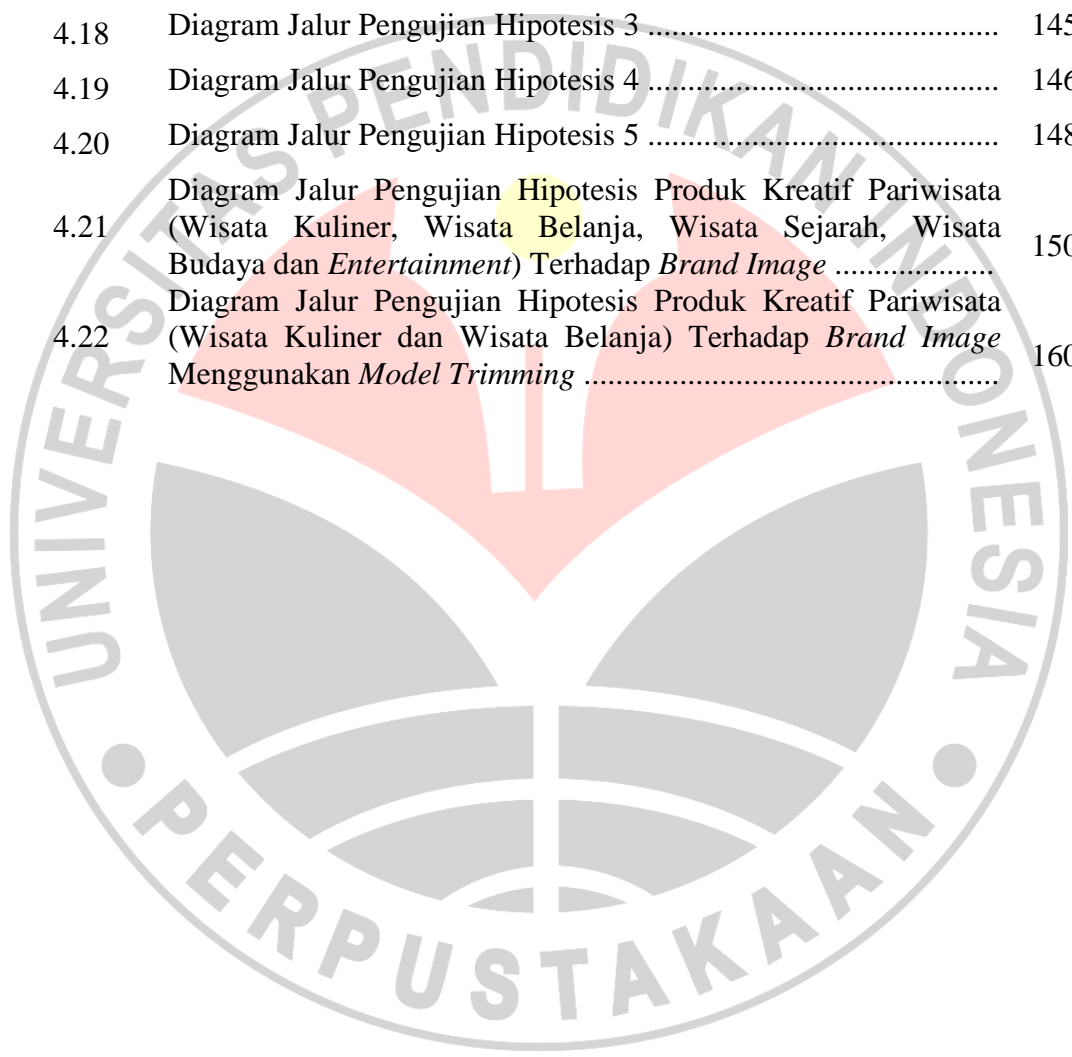 4.18 Diagram Jalur Pengujian Hipotesis 3 .......................................... 145
4.19 Diagram Jalur Pengujian Hipotesis 4 .......................................... 146
4.20 Diagram Jalur Pengujian Hipotesis 5 .......................................... 148
Diagram Jalur Pengujian Hipotesis Produk Kreatif Pariwisata
4.21 (Wisata Kuliner, Wisata Belanja, Wisata Sejarah, Wisata
Budaya dan Entertainment) Terhadap Brand Image ................... 150
Diagram Jalur Pengujian Hipotesis Produk Kreatif Pariwisata
4.22 (Wisata Kuliner dan Wisata Belanja) Terhadap Brand Image
Menggunakan Model Trimming .................................................. 160
UNIVERSITAS PENDIDIKAN INDONESIA
PERPUSTAKAAN